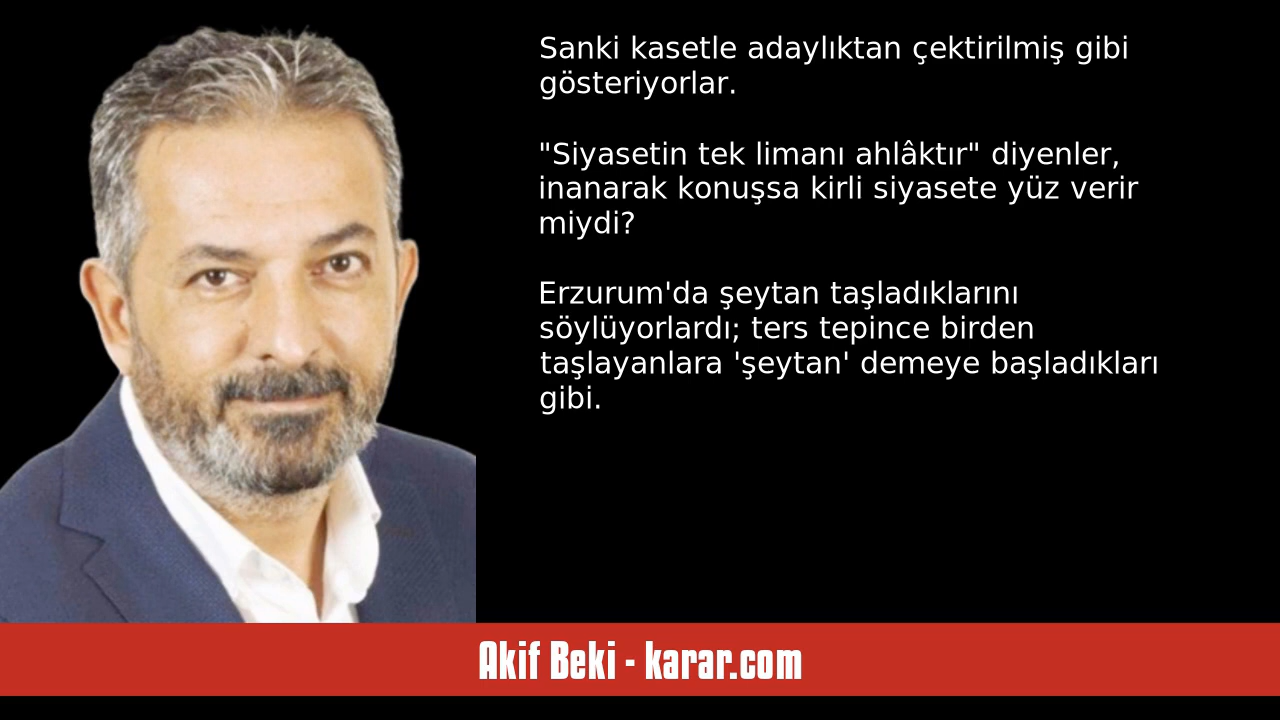 Sanki kasetle adaylıktan çektirilmiş gibi
gösteriyorlar.
"Siyasetin tek limanı ahlâktır" diyenler,
inanarak konuşsa kirli siyasete yüz verir
miydi?
Erzurum'da şeytan taşladıklarını
söylüyorlardı; ters tepince birden
taşlayanlara 'şeytan' demeye başladıkları
gibi.
Akif Beki - karar.com